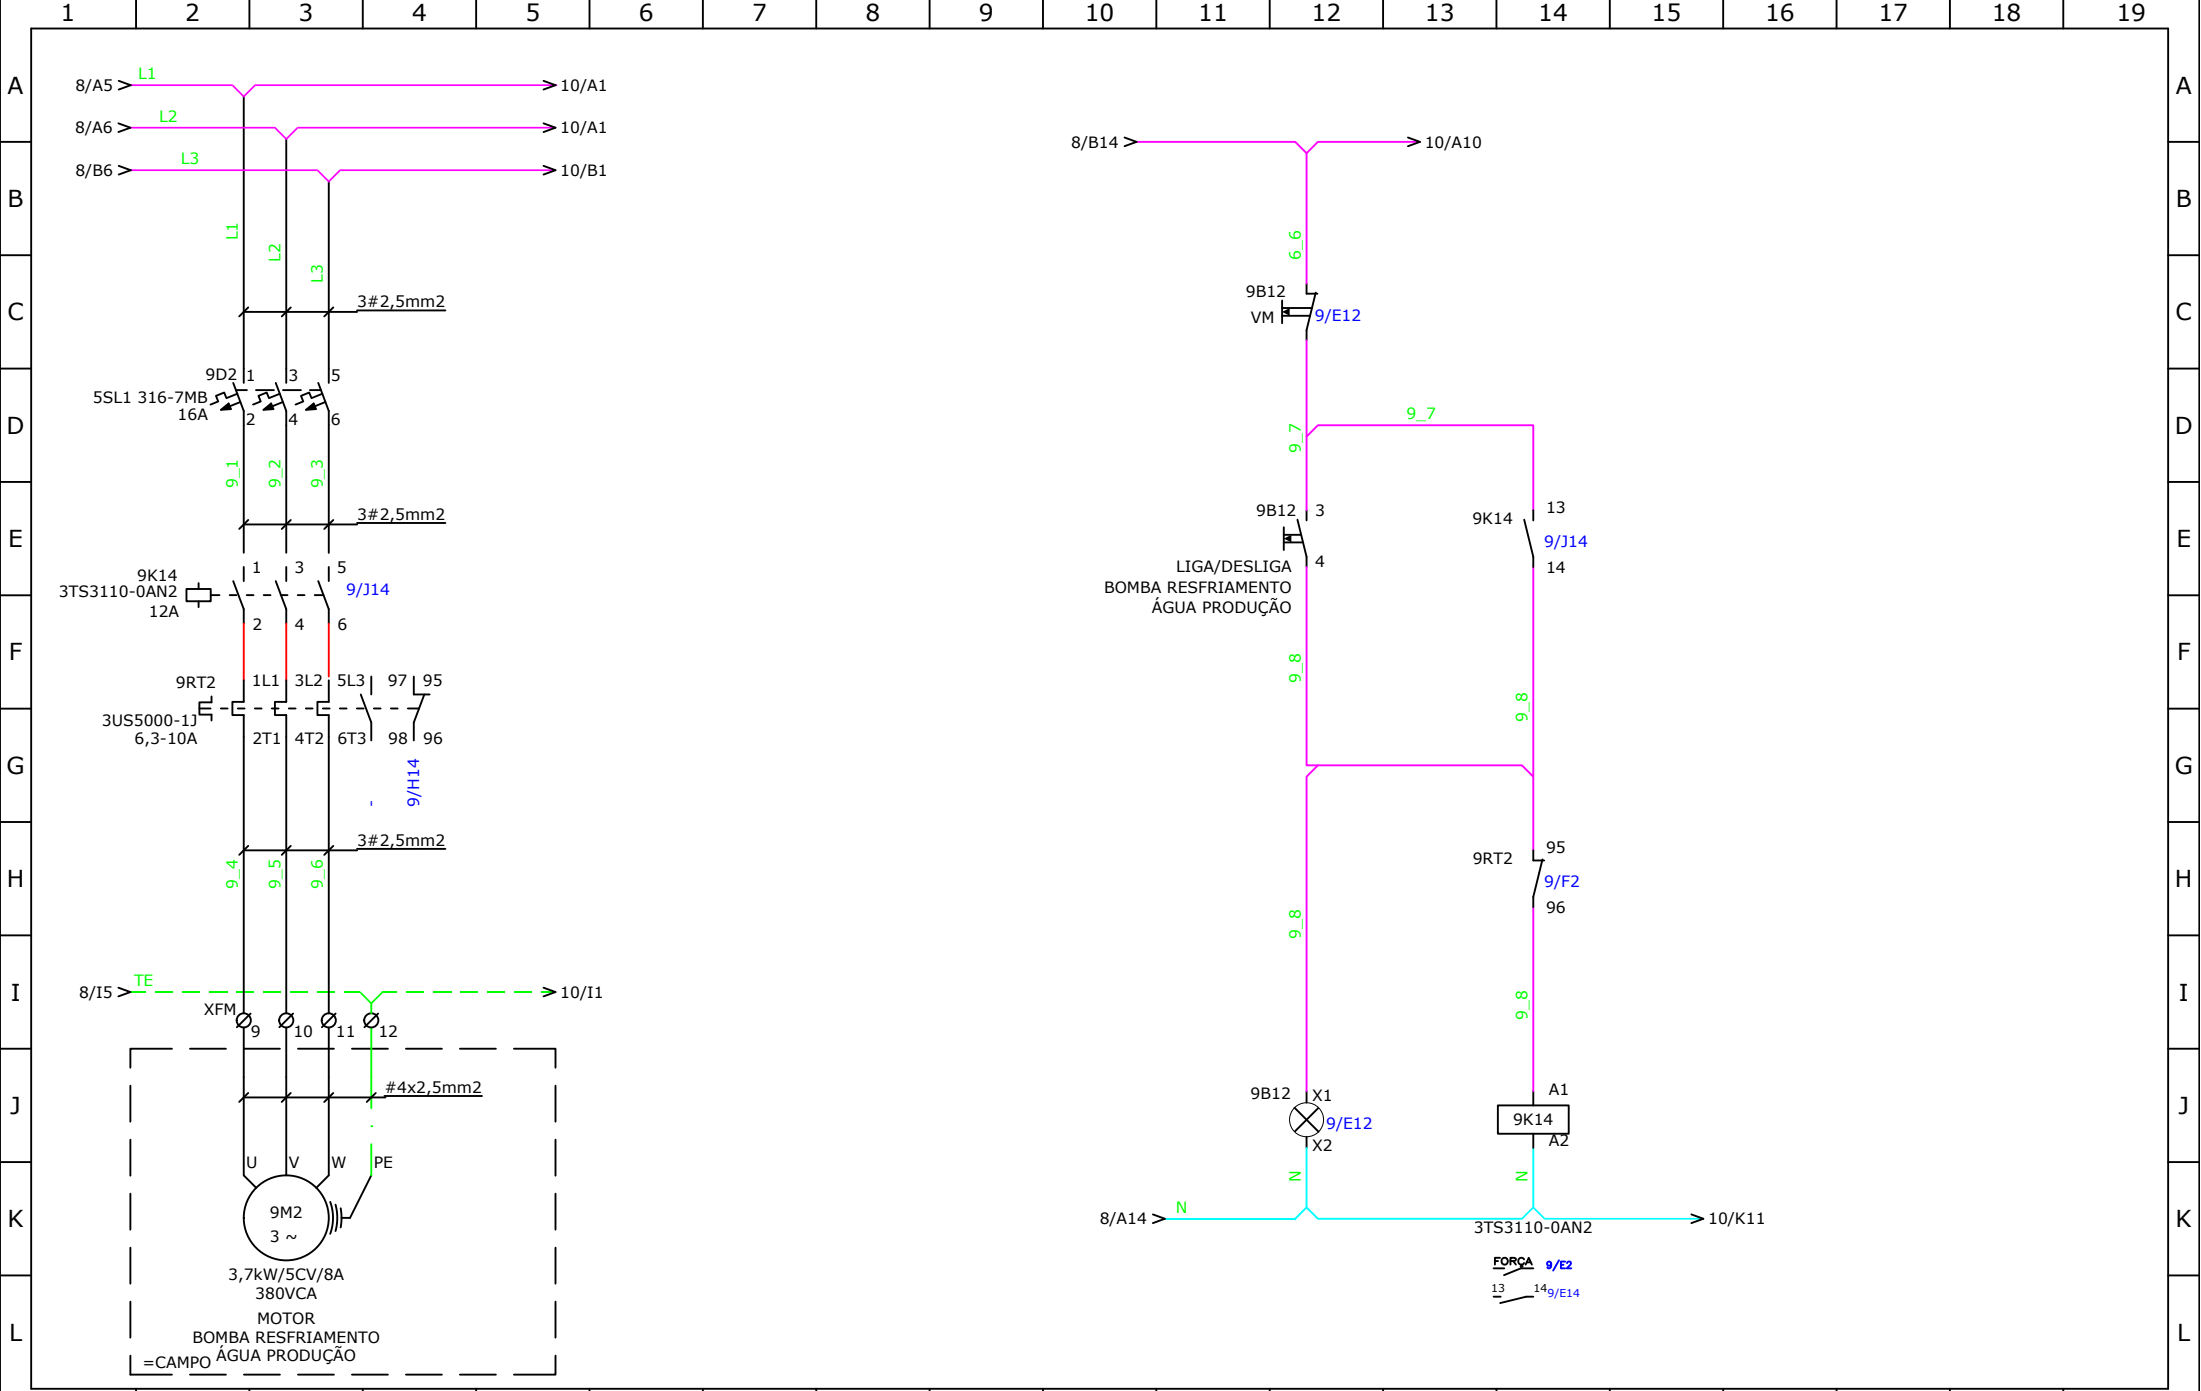 1 2 3 4 5 6 7 8 9 10 11 12 13 14 15 16 17 18 19
A A
B B
C C
D D
E E
F F
G G
H H
I I
J J
K K
L L
8/A5 L1 10/A1
8/A6 L2 10/A1
8/B6 L3 10/B1
L1 L2 L3
3#2,5mm2
9D2 1 3 5
5SL1 316-7MB
16A 2 4 6
9_1 9_2 9_3
3#2,5mm2
1 3 5
9K14
3TS3110-0AN2 9/J14
12A
2 4 6
9RT2 1L1 3L2 5L3 97 95
3US5000-1J
6,3-10A 2T1 4T2 6T3 98 96
- 9/H14
3#2,5mm2
9_4 9_5 9_6
8/I5 TE 10/I1
XFM 9 10 11 12
#4x2,5mm2
U V W PE
9M2
3 ~
3,7kW/5CV/8A
380VCA
MOTOR
BOMBA RESFRIAMENTO
ÁGUA PRODUÇÃO
=CAMPO
8/B14 10/A10
6_6
9B12
VM 9/E12
9_7 9_7
9B12 3
4
LIGA/DESLIGA
BOMBA RESFRIAMENTO
ÁGUA PRODUÇÃO
9K14 13
9/J14
14
9_8 9_8
9RT2 95
9/F2
96
9_8 9_8
9B12 X1
9/E12
X2
A1
9K14
A2
N N
8/A14 N 10/K11
3TS3110-0AN2
FORÇA 9/E2
13 14 9/E14